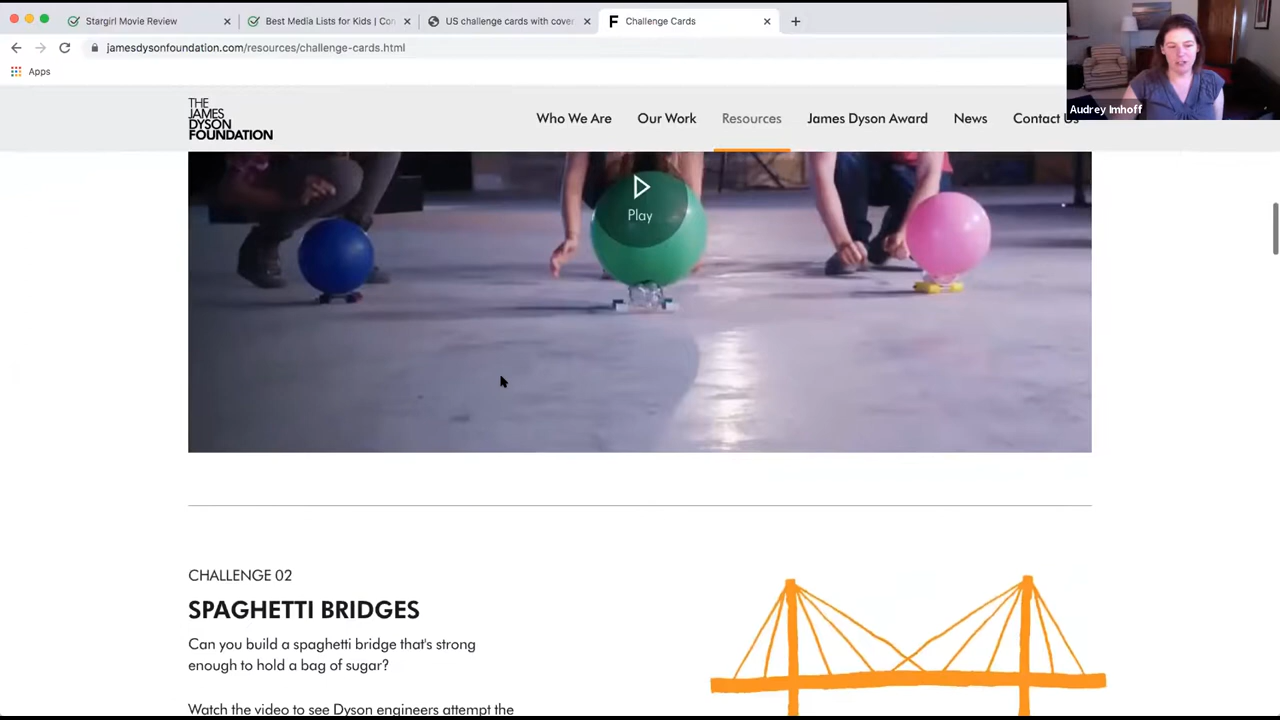 Stargirl Movie Review
Best Media Lists for Kids | Con
US challenge cards with cover
F Challenge Cards
jamesdysonfoundation.com/resources/challenge-cards.html
Apps
Audrey Imhoff
THE
JAMES
DYSON
FOUNDATION
Who We Are
Our Work
Resources
James Dyson Award
News
Contact Us
Play
CHALLENGE 02
SPAGHETTI BRIDGES
Can you build a spaghetti bridge that's strong
enough to hold a bag of sugar?
Watch the video to see Dyson engineers attempt the